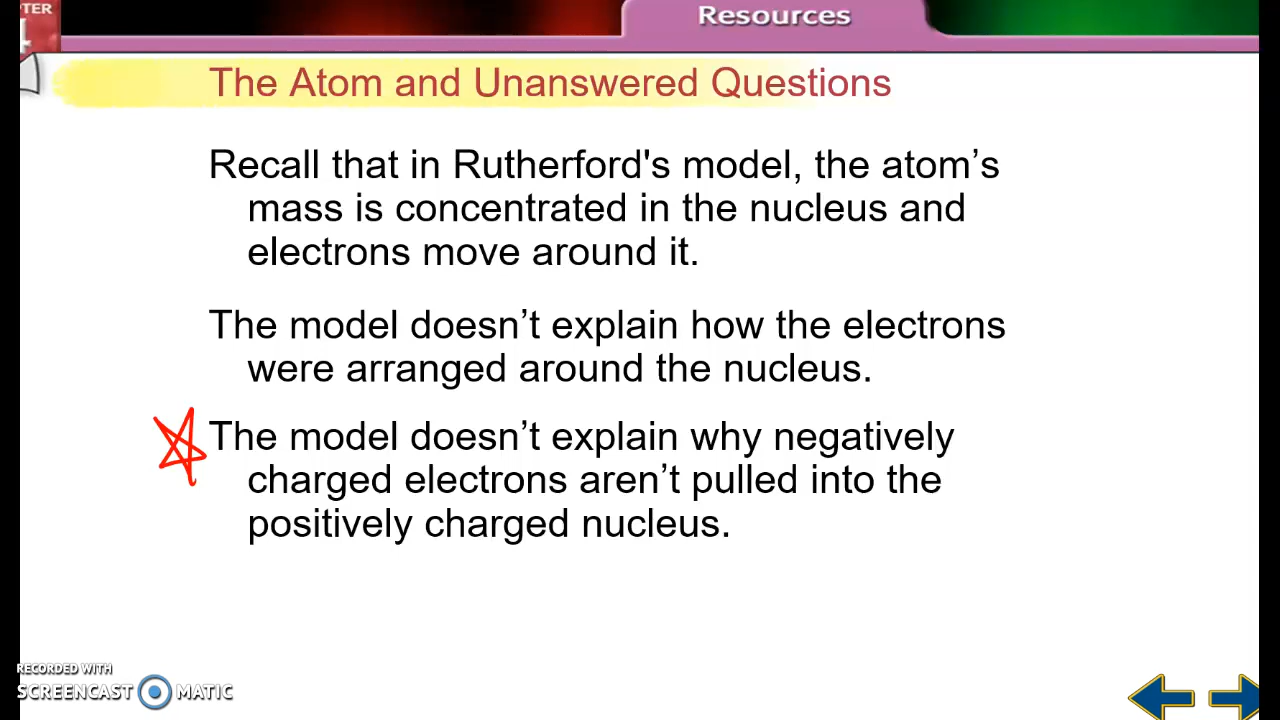 TER
4
Resources
The Atom and Unanswered Questions
Recall that in Rutherford's model, the atom’s
mass is concentrated in the nucleus and
electrons move around it.
The model doesn’t explain how the electrons
were arranged around the nucleus.
The model doesn’t explain why negatively
charged electrons aren’t pulled into the
positively charged nucleus.
RECORDED WITH
SCREENCAST MATIC